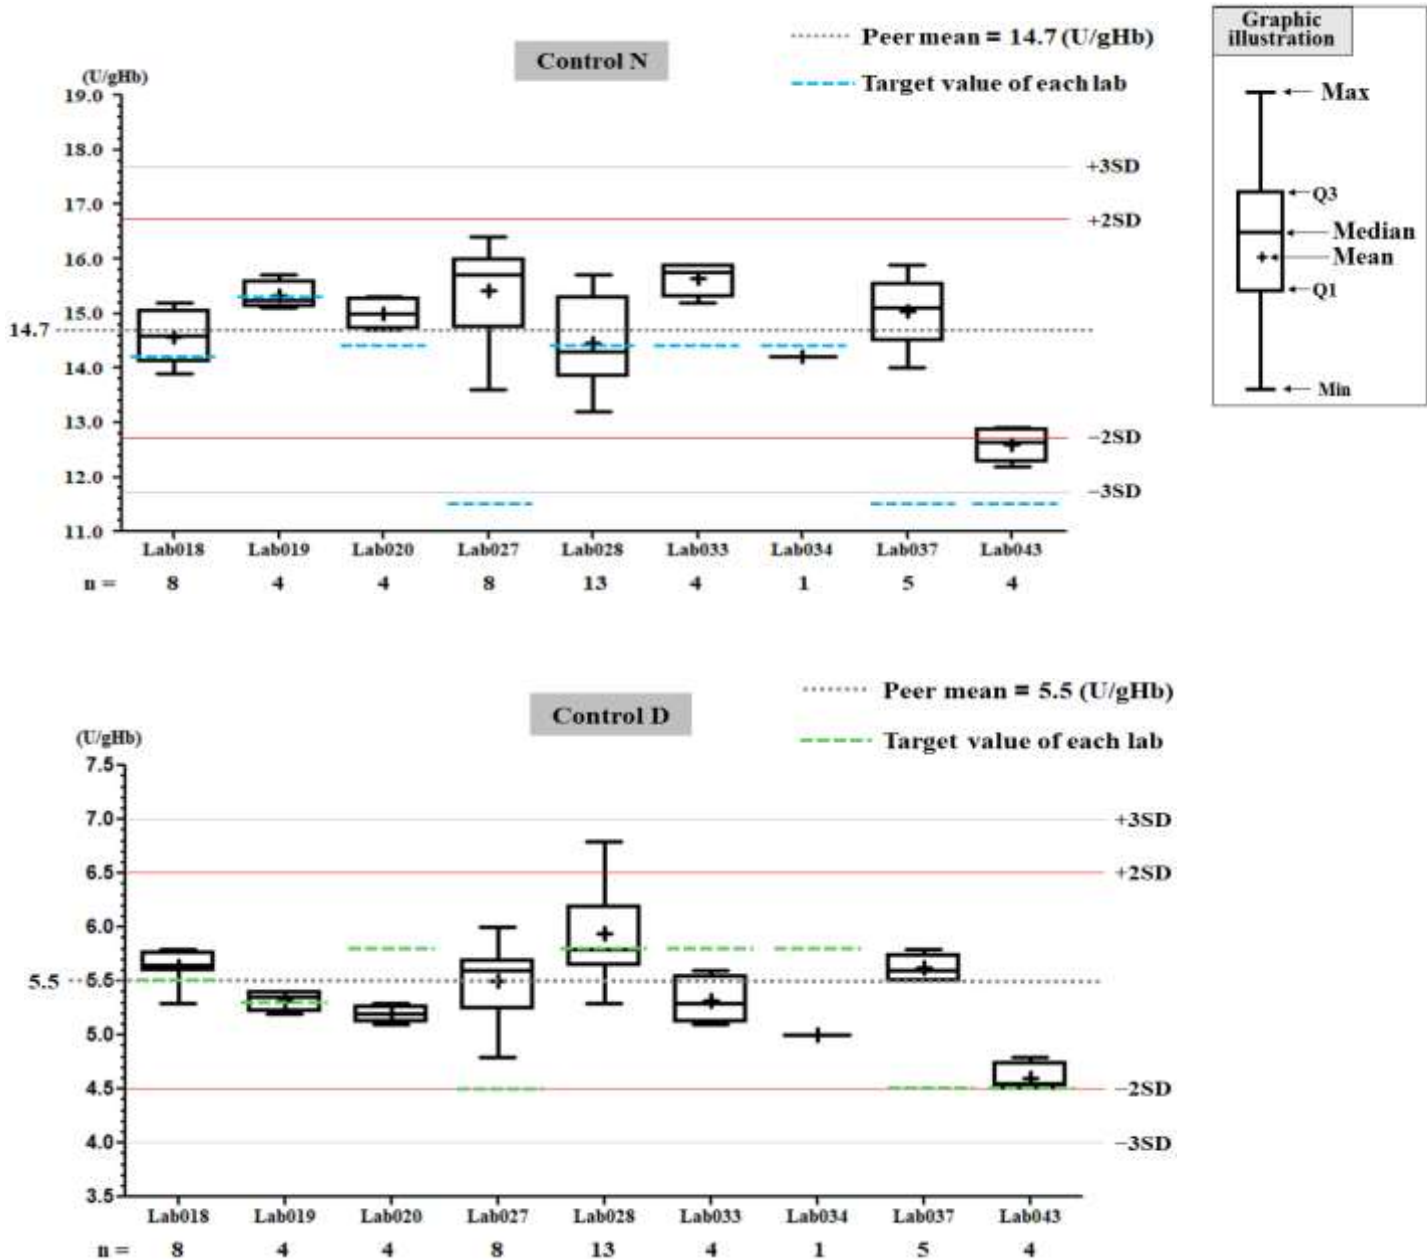 Control N
Peer mean = 14.7 (U/gHb)
Target value of each lab
(U/gHb)
19.0
18.0
17.0
16.0
15.0
14.7
14.0
13.0
12.0
11.0
+3SD
+2SD
−2SD
−3SD
Lab018 Lab019 Lab020 Lab027 Lab028 Lab033 Lab034 Lab037 Lab043
n = 8 4 4 8 13 4 1 5 4
Graphic
illustration
Max
Q3
Median
Mean
Q1
Min
Control D
Peer mean = 5.5 (U/gHb)
Target value of each lab
(U/gHb)
7.5
7.0
6.5
6.0
5.5
5.5
5.0
4.5
4.0
3.5
+3SD
+2SD
−2SD
−3SD
Lab018 Lab019 Lab020 Lab027 Lab028 Lab033 Lab034 Lab037 Lab043
n = 8 4 4 8 13 4 1 5 4